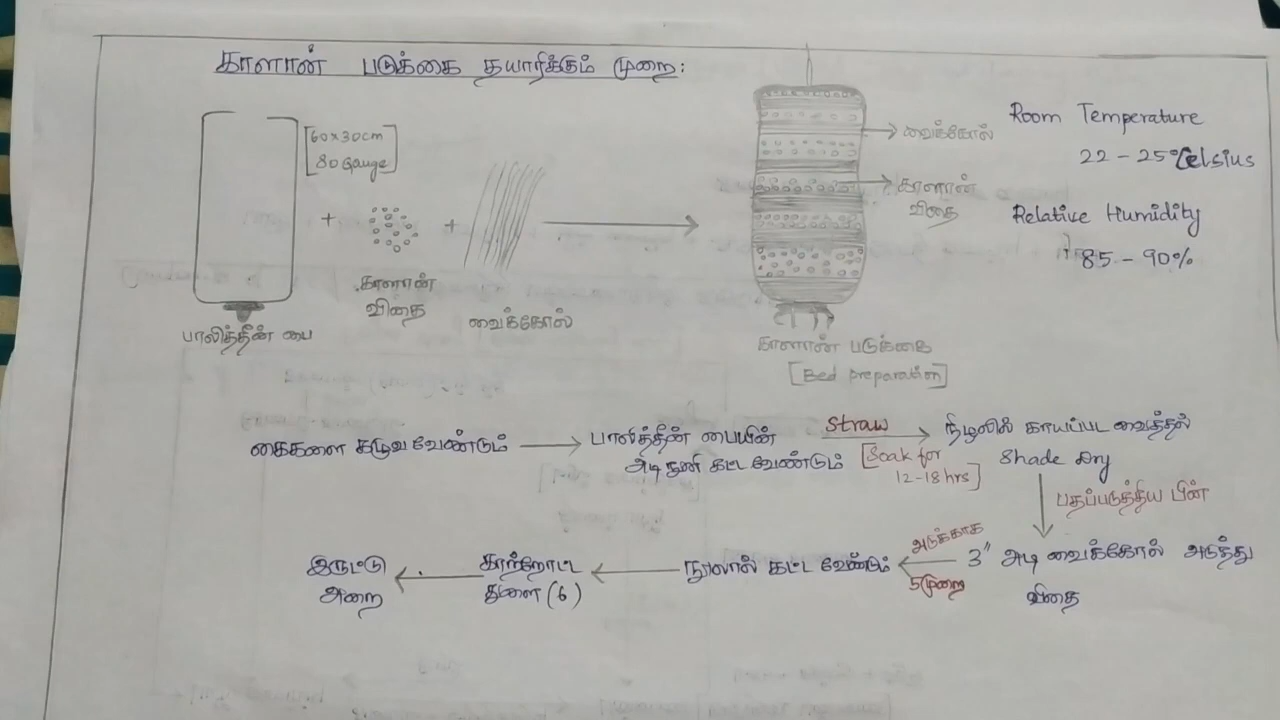 காளான் படுக்கை தயாரிக்கும் முறை:
[60x30cm
80 Gauge]
+
+
காளான்
விதை
வைக்கோல்
பாலித்தீன் பை
வைக்கோல்
காளான்
விதை
காளான் படுக்கை
[Bed preparation]
Room Temperature
22 - 25°Celsius
Relative Humidity
85 - 90%
கைகளை கழுவ வேண்டும்
பாலித்தீன் பையின்
அடி நுனி கட்ட வேண்டும்
Straw
[Soak for
12-18 hrs]
நிழலில் காயப்பட வைத்தல்
Shade Dry
பதப்படுத்திய பின்
3" அடி வைக்கோல் அடுத்து
விதை
அடுக்காக
5முறை
நூலால் கட்ட வேண்டும்
காற்றோட்ட
துளை (6)
இருட்டு
அறை